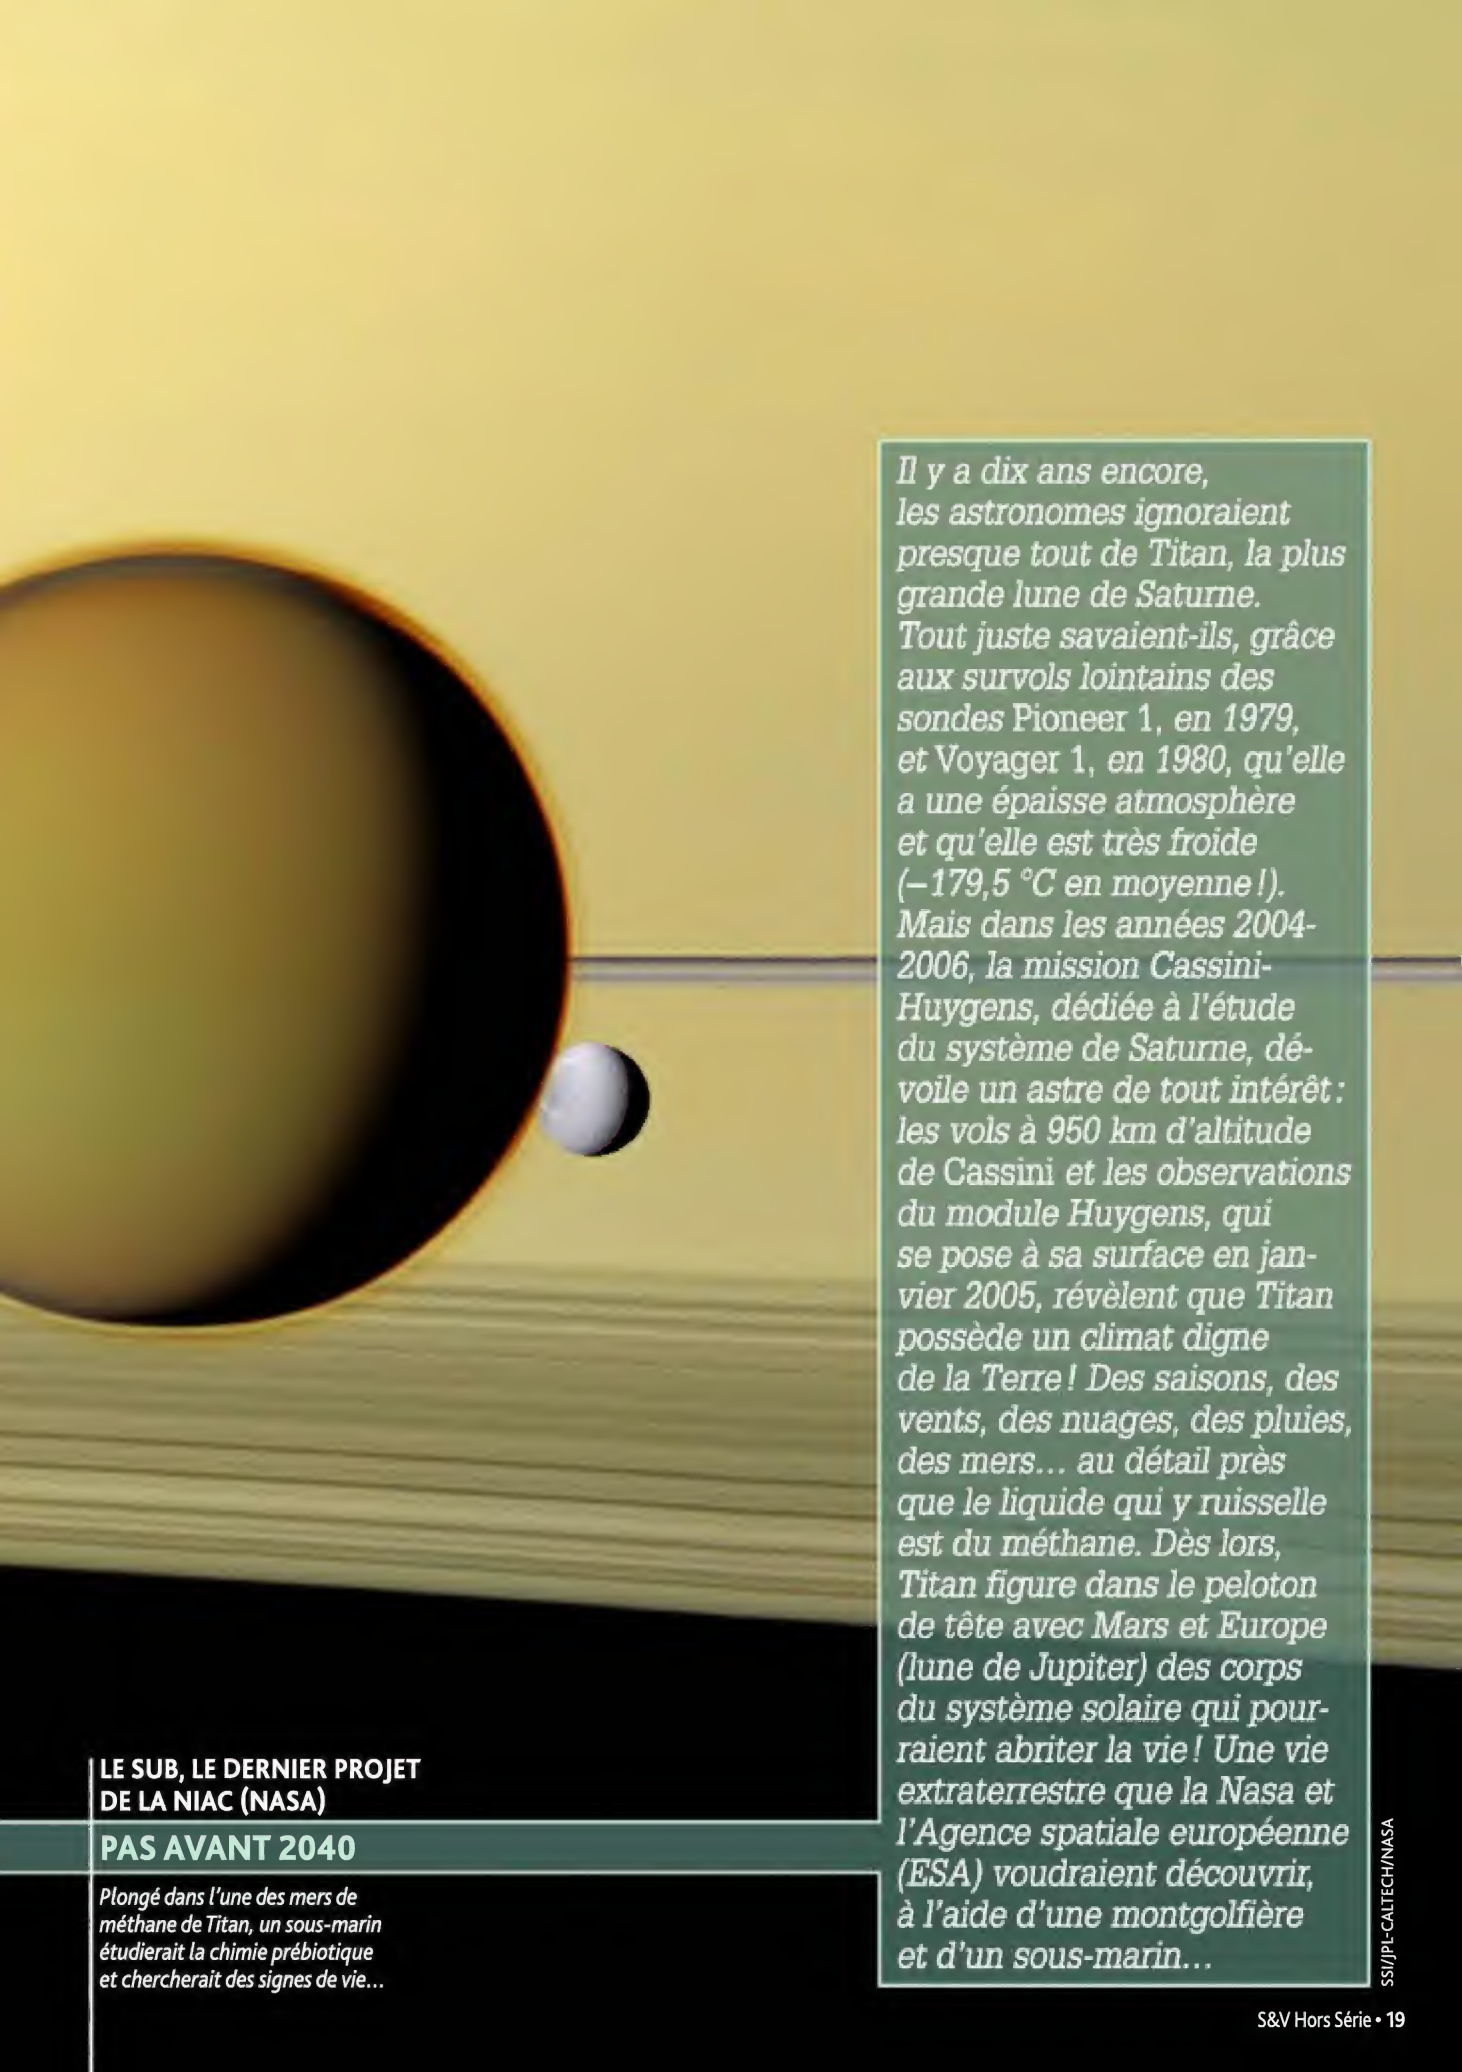 Il y a dix ans encore,
les astronomes ignoraient
presque tout de Titan, la plus
grande lune de Saturne.
Tout juste savaient-ils, grâce
aux survols lointains des
sondes Pioneer 1, en 1979,
et Voyager 1, en 1980, qu'elle
a une épaisse atmosphère
et qu'elle est très froide
(–179,5 °C en moyenne !).
Mais dans les années 2004-
2006, la mission Cassini-
Huygens, dédiée à l'étude
du système de Saturne, dé-
voile un astre de tout intérêt :
les vols à 950 km d'altitude
de Cassini et les observations
du module Huygens, qui
se pose à sa surface en jan-
vier 2005, révèlent que Titan
possède un climat digne
de la Terre ! Des saisons, des
vents, des nuages, des pluies,
des mers... au détail près
que le liquide qui y ruisselle
est du méthane. Dès lors,
Titan figure dans le peloton
de tête avec Mars et Europe
(lune de Jupiter) des corps
du système solaire qui pour-
raient abriter la vie ! Une vie
extraterrestre que la Nasa et
l'Agence spatiale européenne
(ESA) voudraient découvrir,
à l'aide d'une montgolfière
et d'un sous-marin...
LE SUB, LE DERNIER PROJET
DE LA NIAC (NASA)
PAS AVANT 2040
Plongé dans l'une des mers de
méthane de Titan, un sous-marin
étudierait la chimie prébiotique
et chercherait des signes de vie...
SSI/JPL-CALTECH/NASA
S&V Hors Série • 19